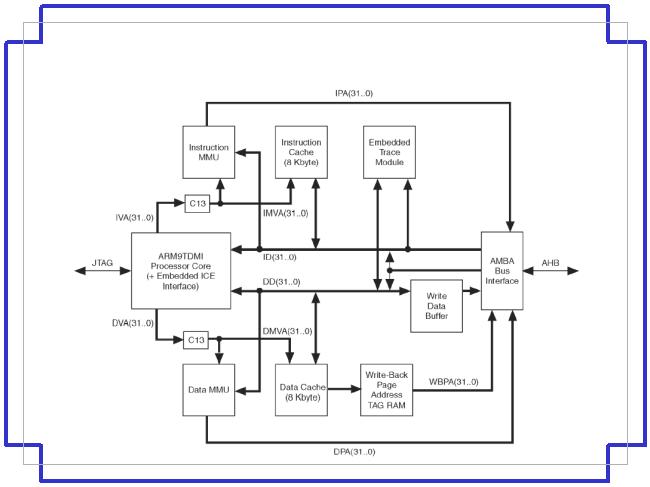 IPA(31..0)
Instruction
MMU
Instruction
Cache
(8 Kbyte)
Embedded
Trace
Module
C13
IMVA(31..0)
IVA(31..0)
ID(31..0)
JTAG
ARM9TDMI
Processor Core
(+ Embedded ICE
Interface)
AMBA
Bus
Interface
AHB
DD(31..0)
Write
Data
Buffer
DVA(31..0)
C13
DMVA(31..0)
Data MMU
Data Cache
(8 Kbyte)
Write-Back
Page
Address
TAG RAM
WBPA(31..0)
DPA(31..0)